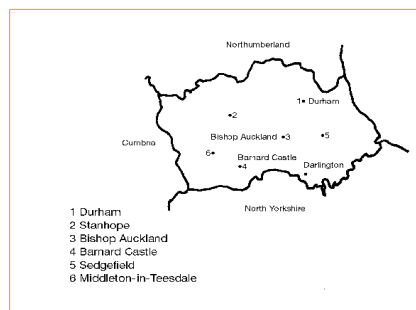 Northumberland
1 Durham
2
Cumbria
Bishop Auckland 3
5
6
Barnard Castle
4
Darlington
North Yorkshire
1 Durham
2 Stanhope
3 Bishop Auckland
4 Barnard Castle
5 Sedgefield
6 Middleton-in-Teesdale